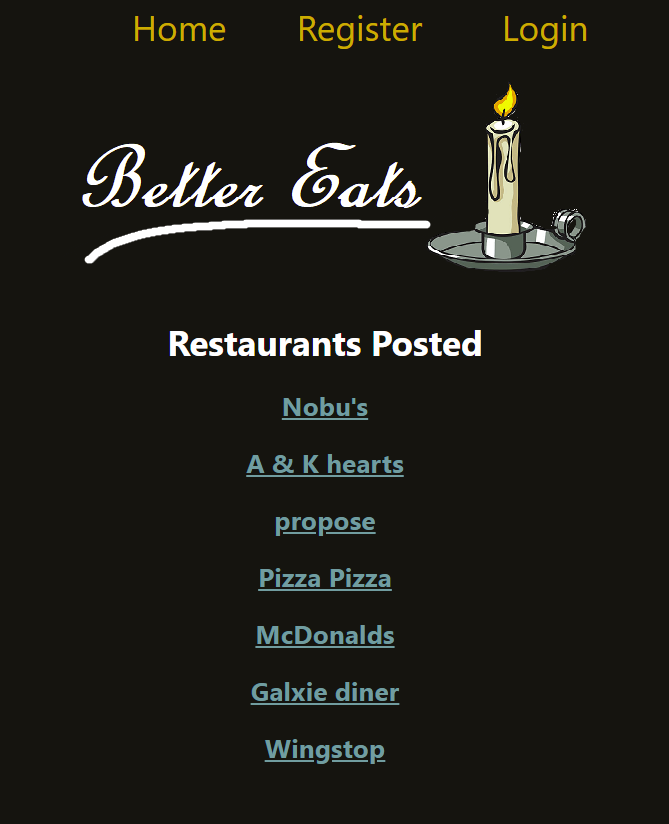 Home Register Login
Better Eats
Restaurants Posted
Nobu's
A & K hearts
propose
Pizza Pizza
McDonalds
Galxie diner
Wingstop